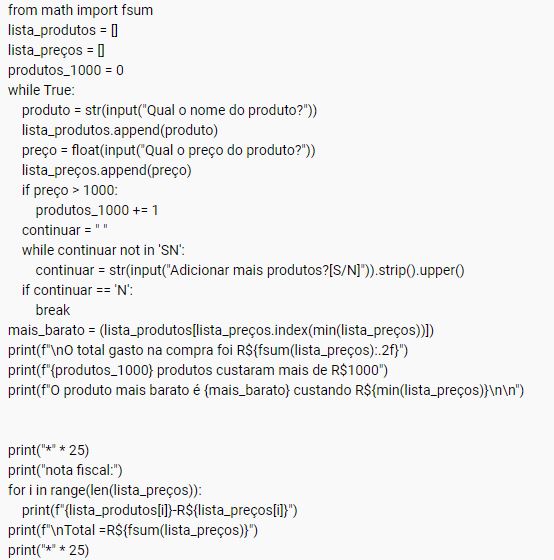 from math import fsum
lista_produtos = []
lista_preços = []
produtos_1000 = 0
while True:
    produto = str(input("Qual o nome do produto?"))
    lista_produtos.append(produto)
    preço = float(input("Qual o preço do produto?"))
    lista_preços.append(preço)
    if preço > 1000:
        produtos_1000 += 1
    continuar = " "
    while continuar not in 'SN':
        continuar = str(input("Adicionar mais produtos?[S/N]")).strip().upper()
    if continuar == 'N':
        break
mais_barato = (lista_produtos[lista_preços.index(min(lista_preços))])
print(f"\nO total gasto na compra foi R${fsum(lista_preços):.2f}")
print(f"{produtos_1000} produtos custaram mais de R$1000")
print(f"O produto mais barato é {mais_barato} custando R${min(lista_preços)}\n\n")
print("*" * 25)
print("nota fiscal:")
for i in range(len(lista_preços)):
    print(f"{lista_produtos[i]}-R${lista_preços[i]}")
print(f"\nTotal =R${fsum(lista_preços)}")
print("*" * 25)